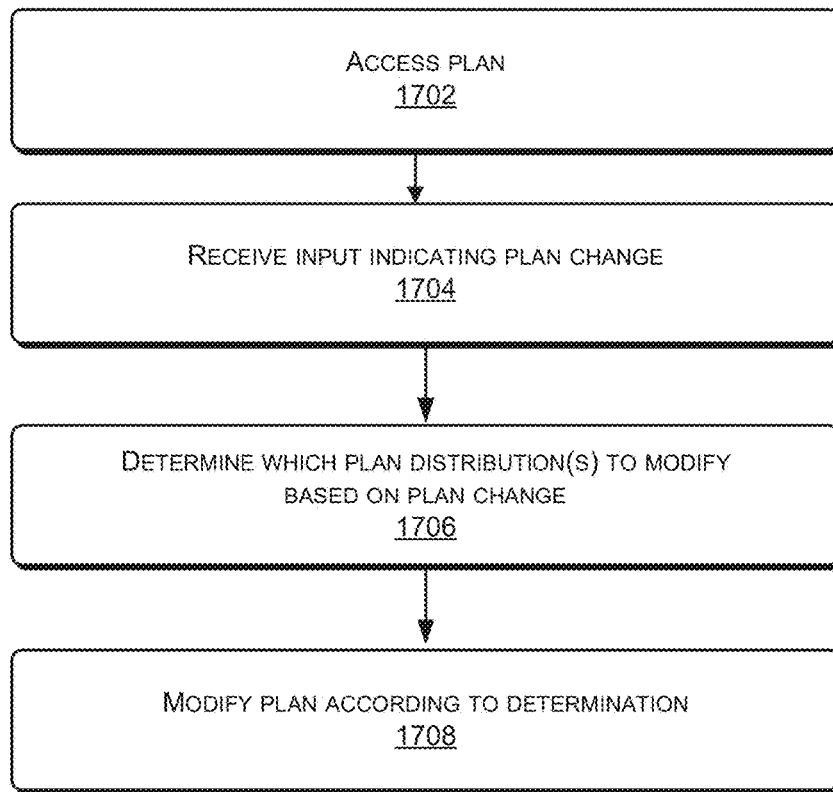 ACCESS PLAN
1702
RECEIVE INPUT INDICATING PLAN CHANGE
1704
DETERMINE WHICH PLAN DISTRIBUTION(S) TO MODIFY
BASED ON PLAN CHANGE
1706
MODIFY PLAN ACCORDING TO DETERMINATION
1708